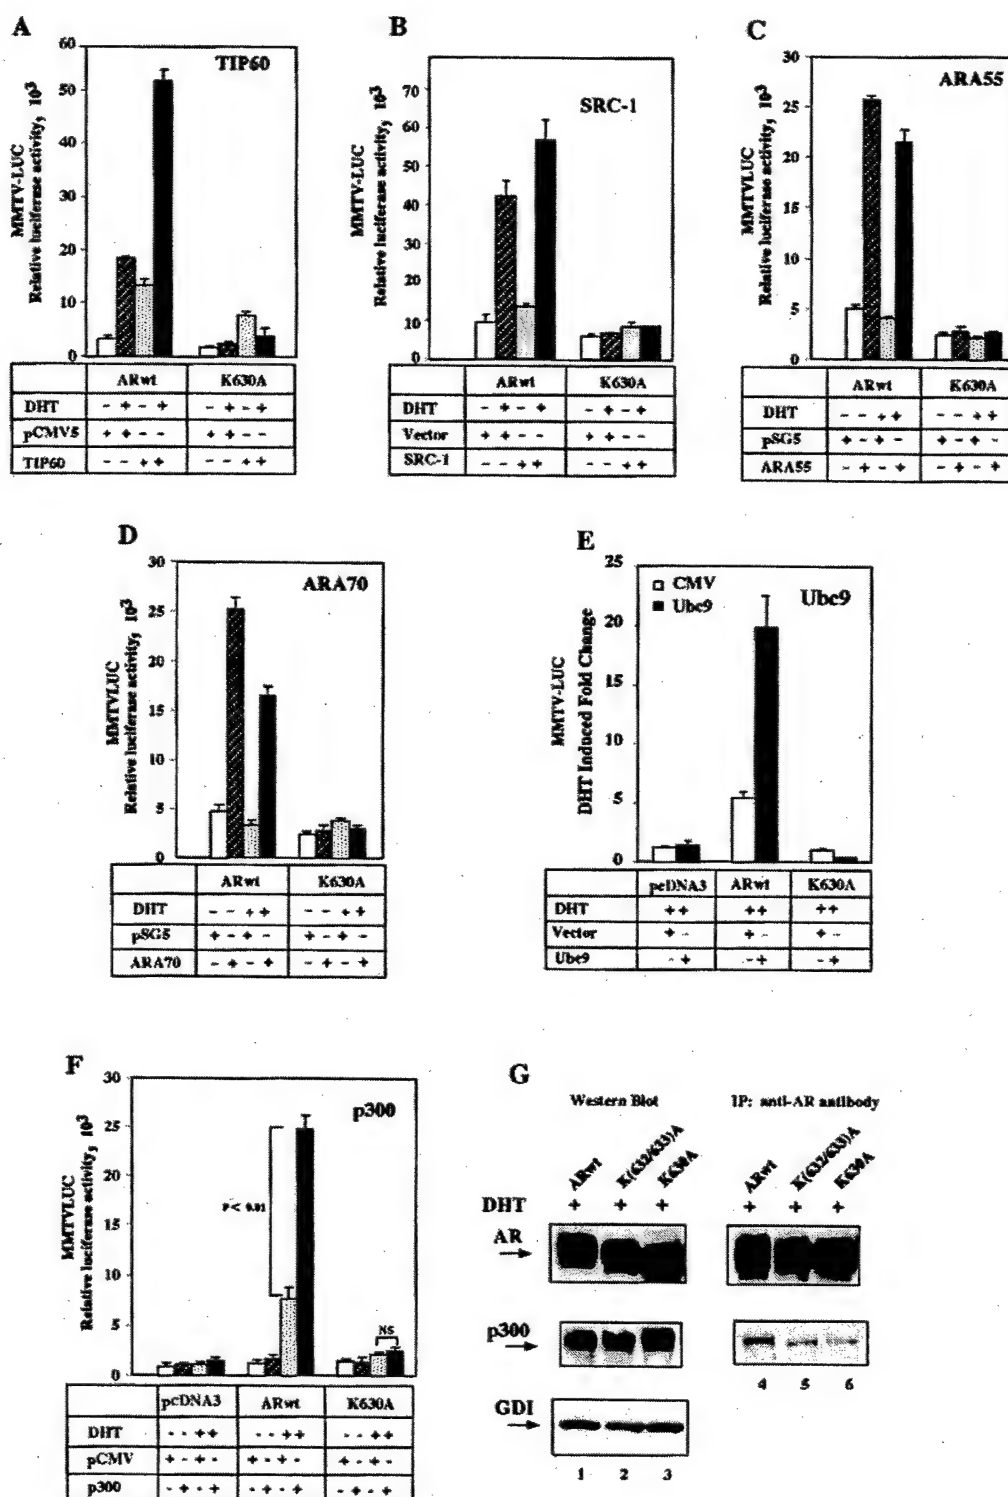 A
TIP60
MMTV-LUC
Relative luciferase activity, 10³
60
50
40
30
20
10
0
ARwt K630A
DHT - + - + - + - +
pCMV5 + + - - + + - -
TIP60 - - + + - - + +
B
SRC-1
MMTV-LUC
Relative luciferase activity, 10³
70
60
50
40
30
20
10
0
ARwt K630A
DHT - + - + - + - +
Vector + + - - + + - -
SRC-1 - - + + - - + +
C
ARA55
MMTVLUC
Relative luciferase activity, 10³
30
25
20
15
10
5
0
ARwt K630A
DHT - - + + - - + +
pSG5 + - + - + - + -
ARA55 - + - + - + - +
D
ARA70
MMTVLUC
Relative luciferase activity, 10³
30
25
20
15
10
5
0
ARwt K630A
DHT - - + + - - + +
pSG5 + - + - + - + -
ARA70 - + - + - + - +
E
CMV
Ubc9
Ubc9
MMTV-LUC
DHT Induced Fold Change
25
20
15
10
5
0
pcDNA3 ARwt K630A
DHT + + + + + +
Vector + - + - + -
Ubc9 - + - + - +
F
p300
MMTVLUC
Relative luciferase activity, 10³
30
25
20
15
10
5
0
P < 0.01
NS
pcDNA3 ARwt K630A
DHT - - + + - - + + - - + +
pCMV + - + - + - + - + - + -
p300 - + - + - + - + - + - +
G
Western Blot IP: anti-AR antibody
ARwt K(632/633)A K630A ARwt K(632/633)A K630A
DHT + + + + + +
AR
p300
4 5 6
GDI
1 2 3